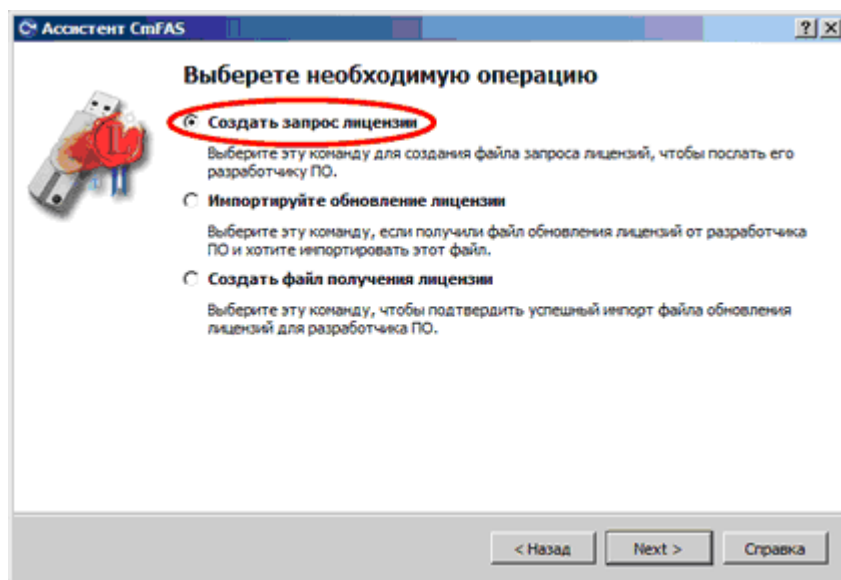 Ассистент CmFAS
Выберете необходимую операцию
Создать запрос лицензии
Выберите эту команду для создания файла запроса лицензий, чтобы послать его
разработчику ПО.
Импортируйте обновление лицензии
Выберите эту команду, если получили файл обновления лицензий от разработчика
ПО и хотите импортировать этот файл.
Создать файл получения лицензии
Выберите эту команду, чтобы подтвердить успешный импорт файла обновления
лицензий для разработчика ПО.
< Назад
Next >
Справка